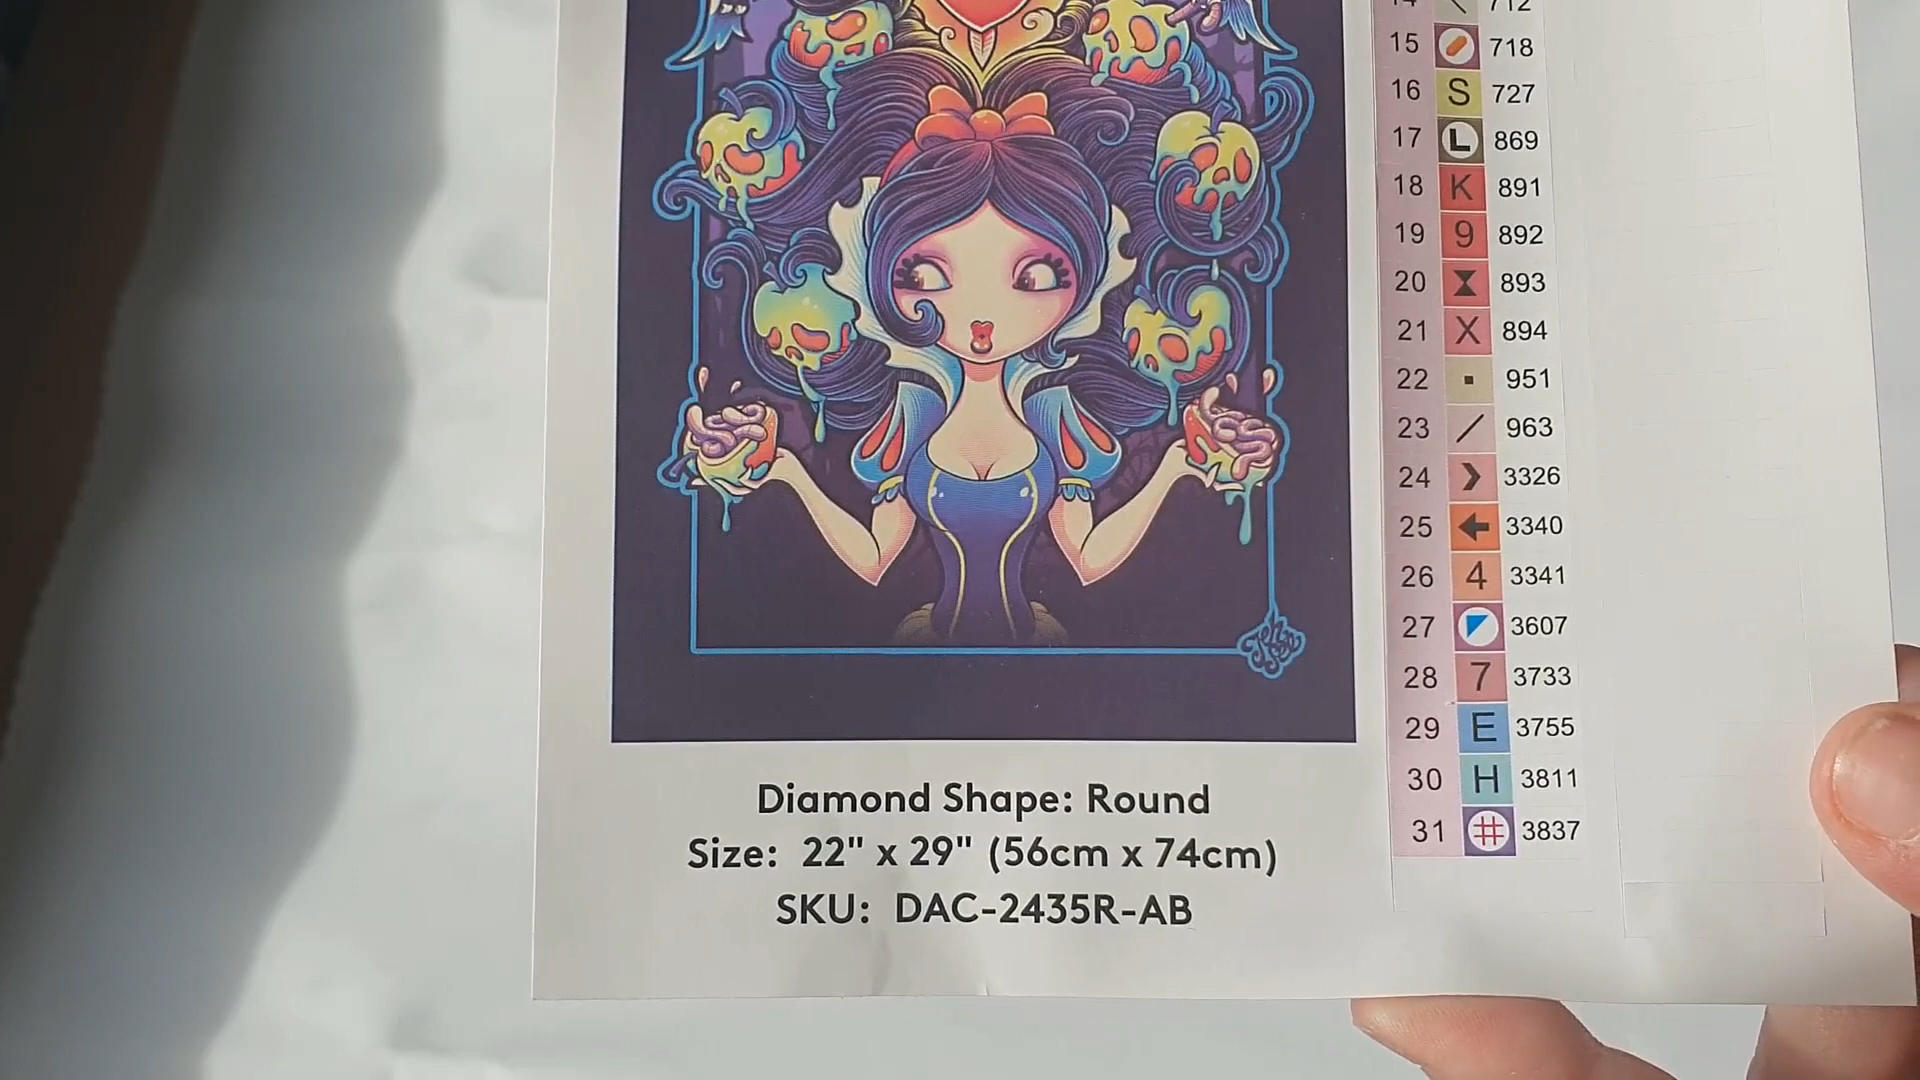 14 712
15 718
16 S 727
17 L 869
18 K 891
19 9 892
20 893
21 X 894
22 951
23 963
24 3326
25 3340
26 4 3341
27 3607
28 7 3733
29 E 3755
30 H 3811
31 # 3837
Diamond Shape: Round
Size: 22" x 29" (56cm x 74cm)
SKU: DAC-2435R-AB